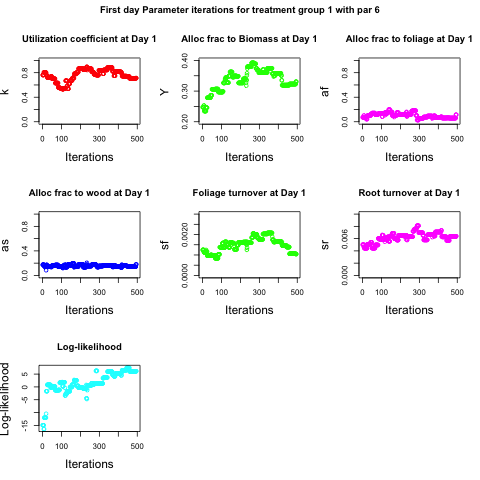 First day Parameter iterations for treatment group 1 with par 6
Utilization coefficient at Day 1
Alloc frac to Biomass at Day 1
Alloc frac to foliage at Day 1
k
0.0 0.4 0.8
0 100 300 500
Iterations
Y
0.20 0.30 0.40
0 100 300 500
Iterations
af
0.0 0.4 0.8
0 100 300 500
Iterations
Alloc frac to wood at Day 1
Foliage turnover at Day 1
Root turnover at Day 1
as
0.0 0.4 0.8
0 100 300 500
Iterations
sf
0.0000 0.0020
0 100 300 500
Iterations
sr
0.000 0.006
0 100 300 500
Iterations
Log-likelihood
Log-likelihood
-15 -5 0 5
0 100 300 500
Iterations